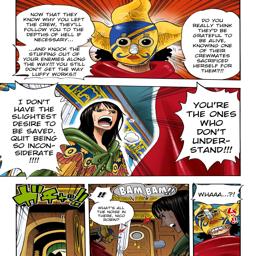 NOW THAT THEY
KNOW WHY YOU LEFT
THE CREW, THEY'LL
FOLLOW YOU TO THE
DEPTHS OF HELL IF
NECESSARY...
...AND KNOCK THE
STUFFING OUT OF
YOUR ENEMIES ALONG
THE WAY!!! YOU STILL
DON'T GET THE WAY
LUFFY WORKS!!
DO YOU
REALLY THINK
THEY'D BE
GRATEFUL TO
BE ALIVE,
KNOWING ONE
OF THEIR
CREWMATES
SACRIFICED
HERSELF FOR
THEM?!!
I DON'T
HAVE THE
SLIGHTEST
DESIRE TO
BE SAVED.
QUIT BEING
SO INCON-
SIDERATE
!!!!
YOU'RE
THE ONES
WHO
DON'T
UNDER-
STAND!!!
BAM BAM!!
!!
WHAT'S ALL
THE NOISE IN
THERE, NICO
ROBIN?
WHAAA...?!